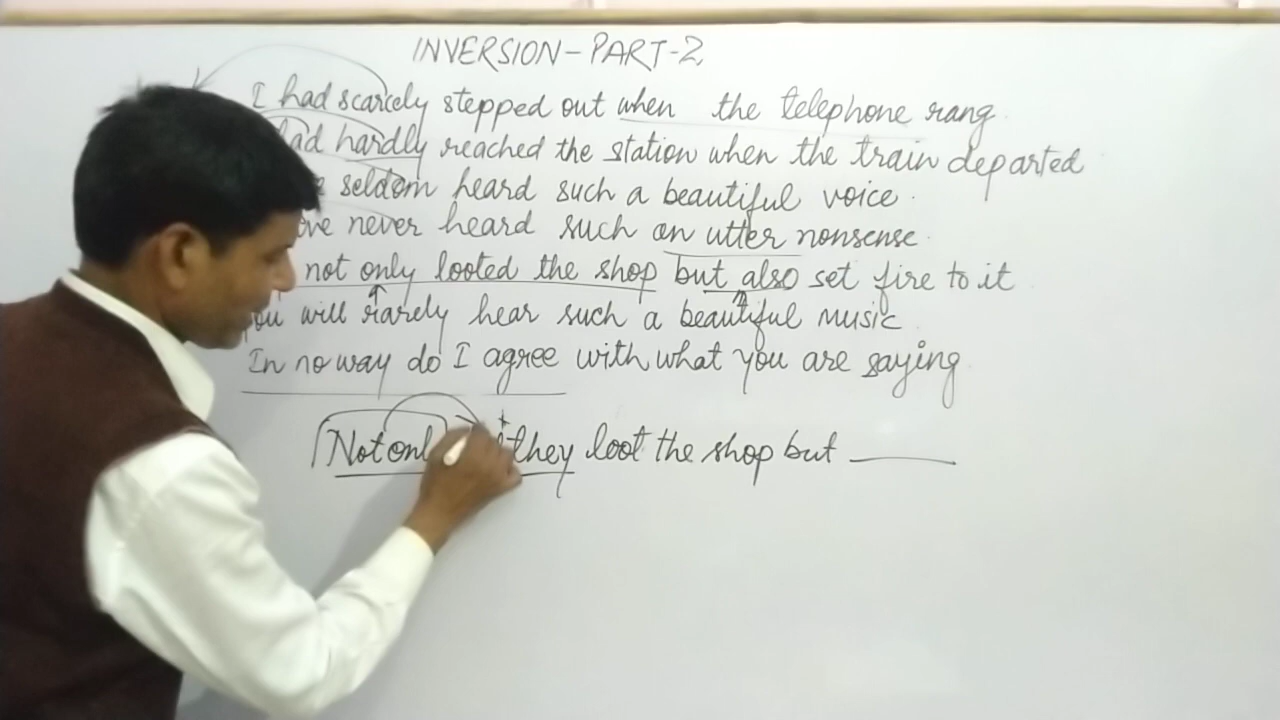 INVERSION-PART-2
I had scarcely stepped out when the telephone rang.
had hardly reached the station when the train departed
seldom heard such a beautiful voice.
never heard such an utter nonsense.
not only looted the shop but also set fire to it
You will rarely hear such a beautiful music.
In no way do I agree with what you are saying.
Not they loot the shop but